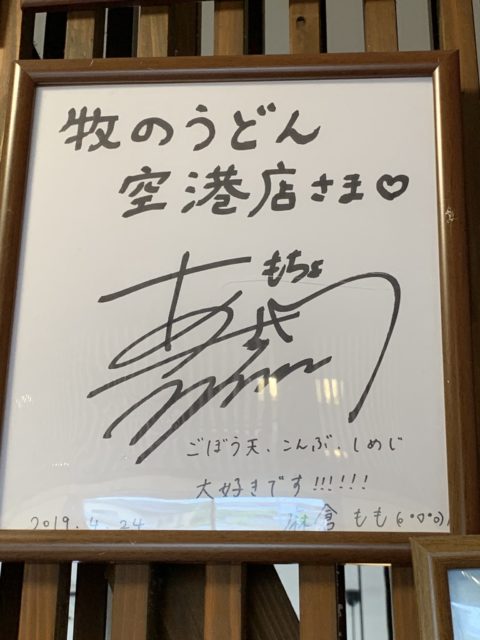 牧のうどん
空港店さま♡
もちょ
ごぼう天、こんぶ、しめじ
大好きです!!!!!!
麻倉 もも(o・▽・o)
2019.4.24